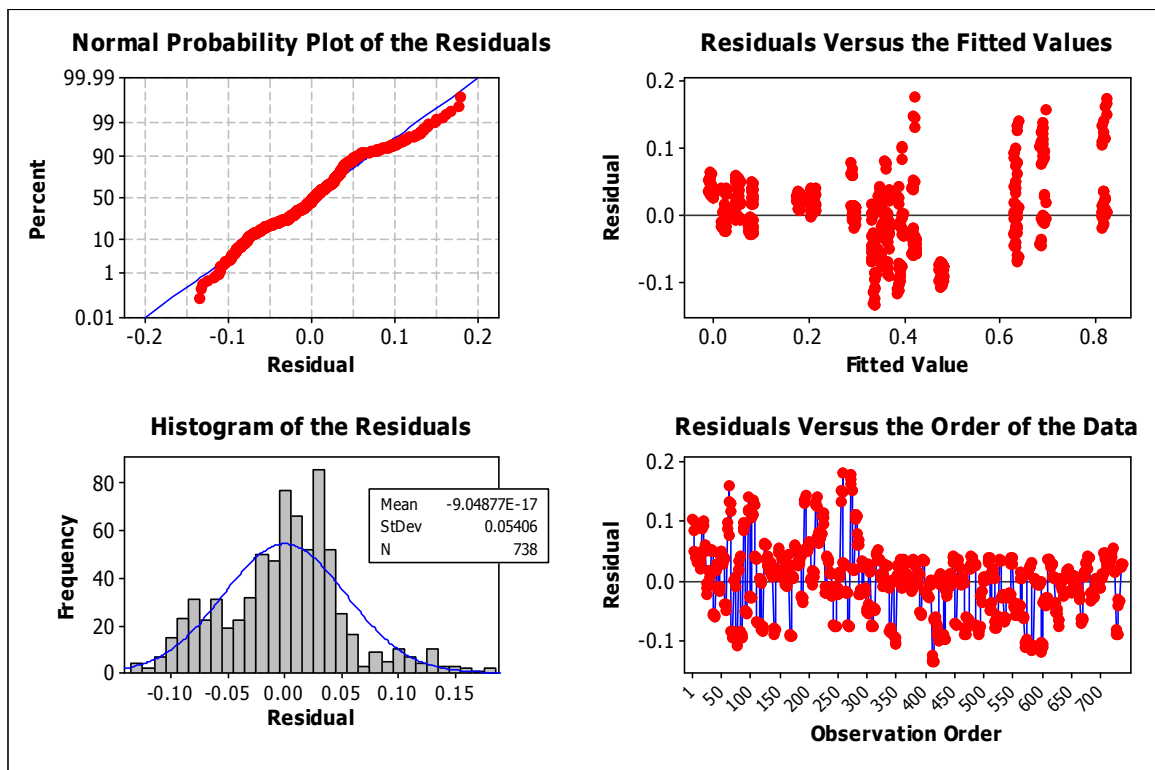 Normal Probability Plot of the Residuals
99.99
99
90
50
10
1
0.01
Percent
-0.2 -0.1 0.0 0.1 0.2
Residual
Residuals Versus the Fitted Values
0.2
0.1
0.0
-0.1
Residual
0.0 0.2 0.4 0.6 0.8
Fitted Value
Histogram of the Residuals
80
60
40
20
0
Frequency
Mean -9.04877E-17
StDev 0.05406
N 738
-0.10 -0.05 0.00 0.05 0.10 0.15
Residual
Residuals Versus the Order of the Data
0.2
0.1
0.0
-0.1
Residual
1 50 100 150 200 250 300 350 400 450 500 550 600 650 700
Observation Order